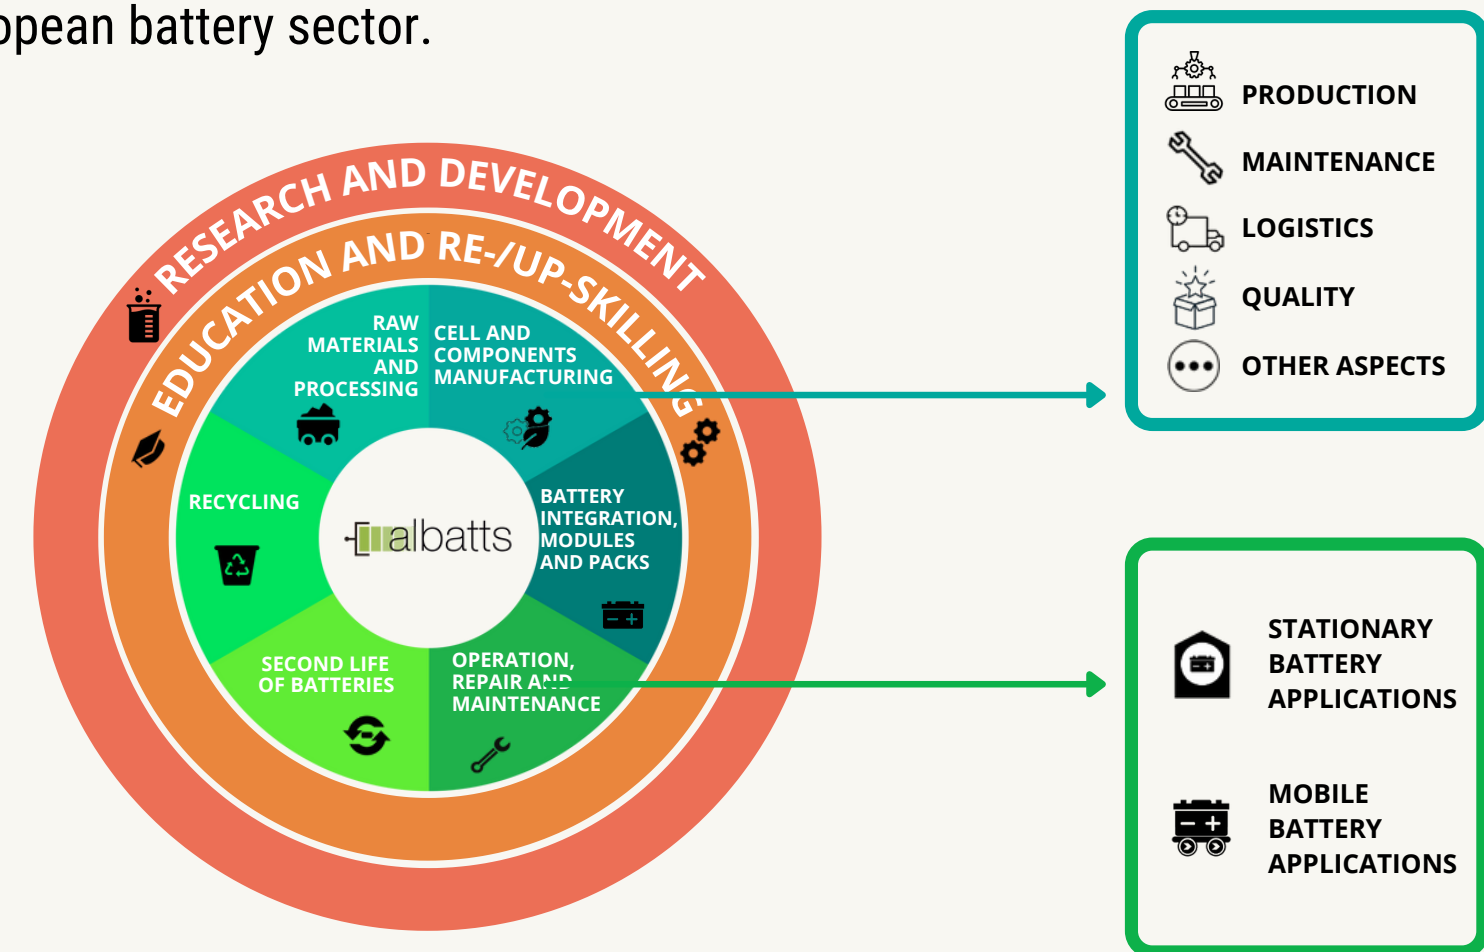 opean battery sector.
RESEARCH AND DEVELOPMENT
EDUCATION AND RE-/UP-SKILLING
RAW
MATERIALS
AND
PROCESSING
CELL AND
COMPONENTS
MANUFACTURING
BATTERY
INTEGRATION,
MODULES
AND PACKS
OPERATION,
REPAIR AND
MAINTENANCE
SECOND LIFE
OF BATTERIES
RECYCLING
albatts
PRODUCTION
MAINTENANCE
LOGISTICS
QUALITY
OTHER ASPECTS
STATIONARY
BATTERY
APPLICATIONS
MOBILE
BATTERY
APPLICATIONS